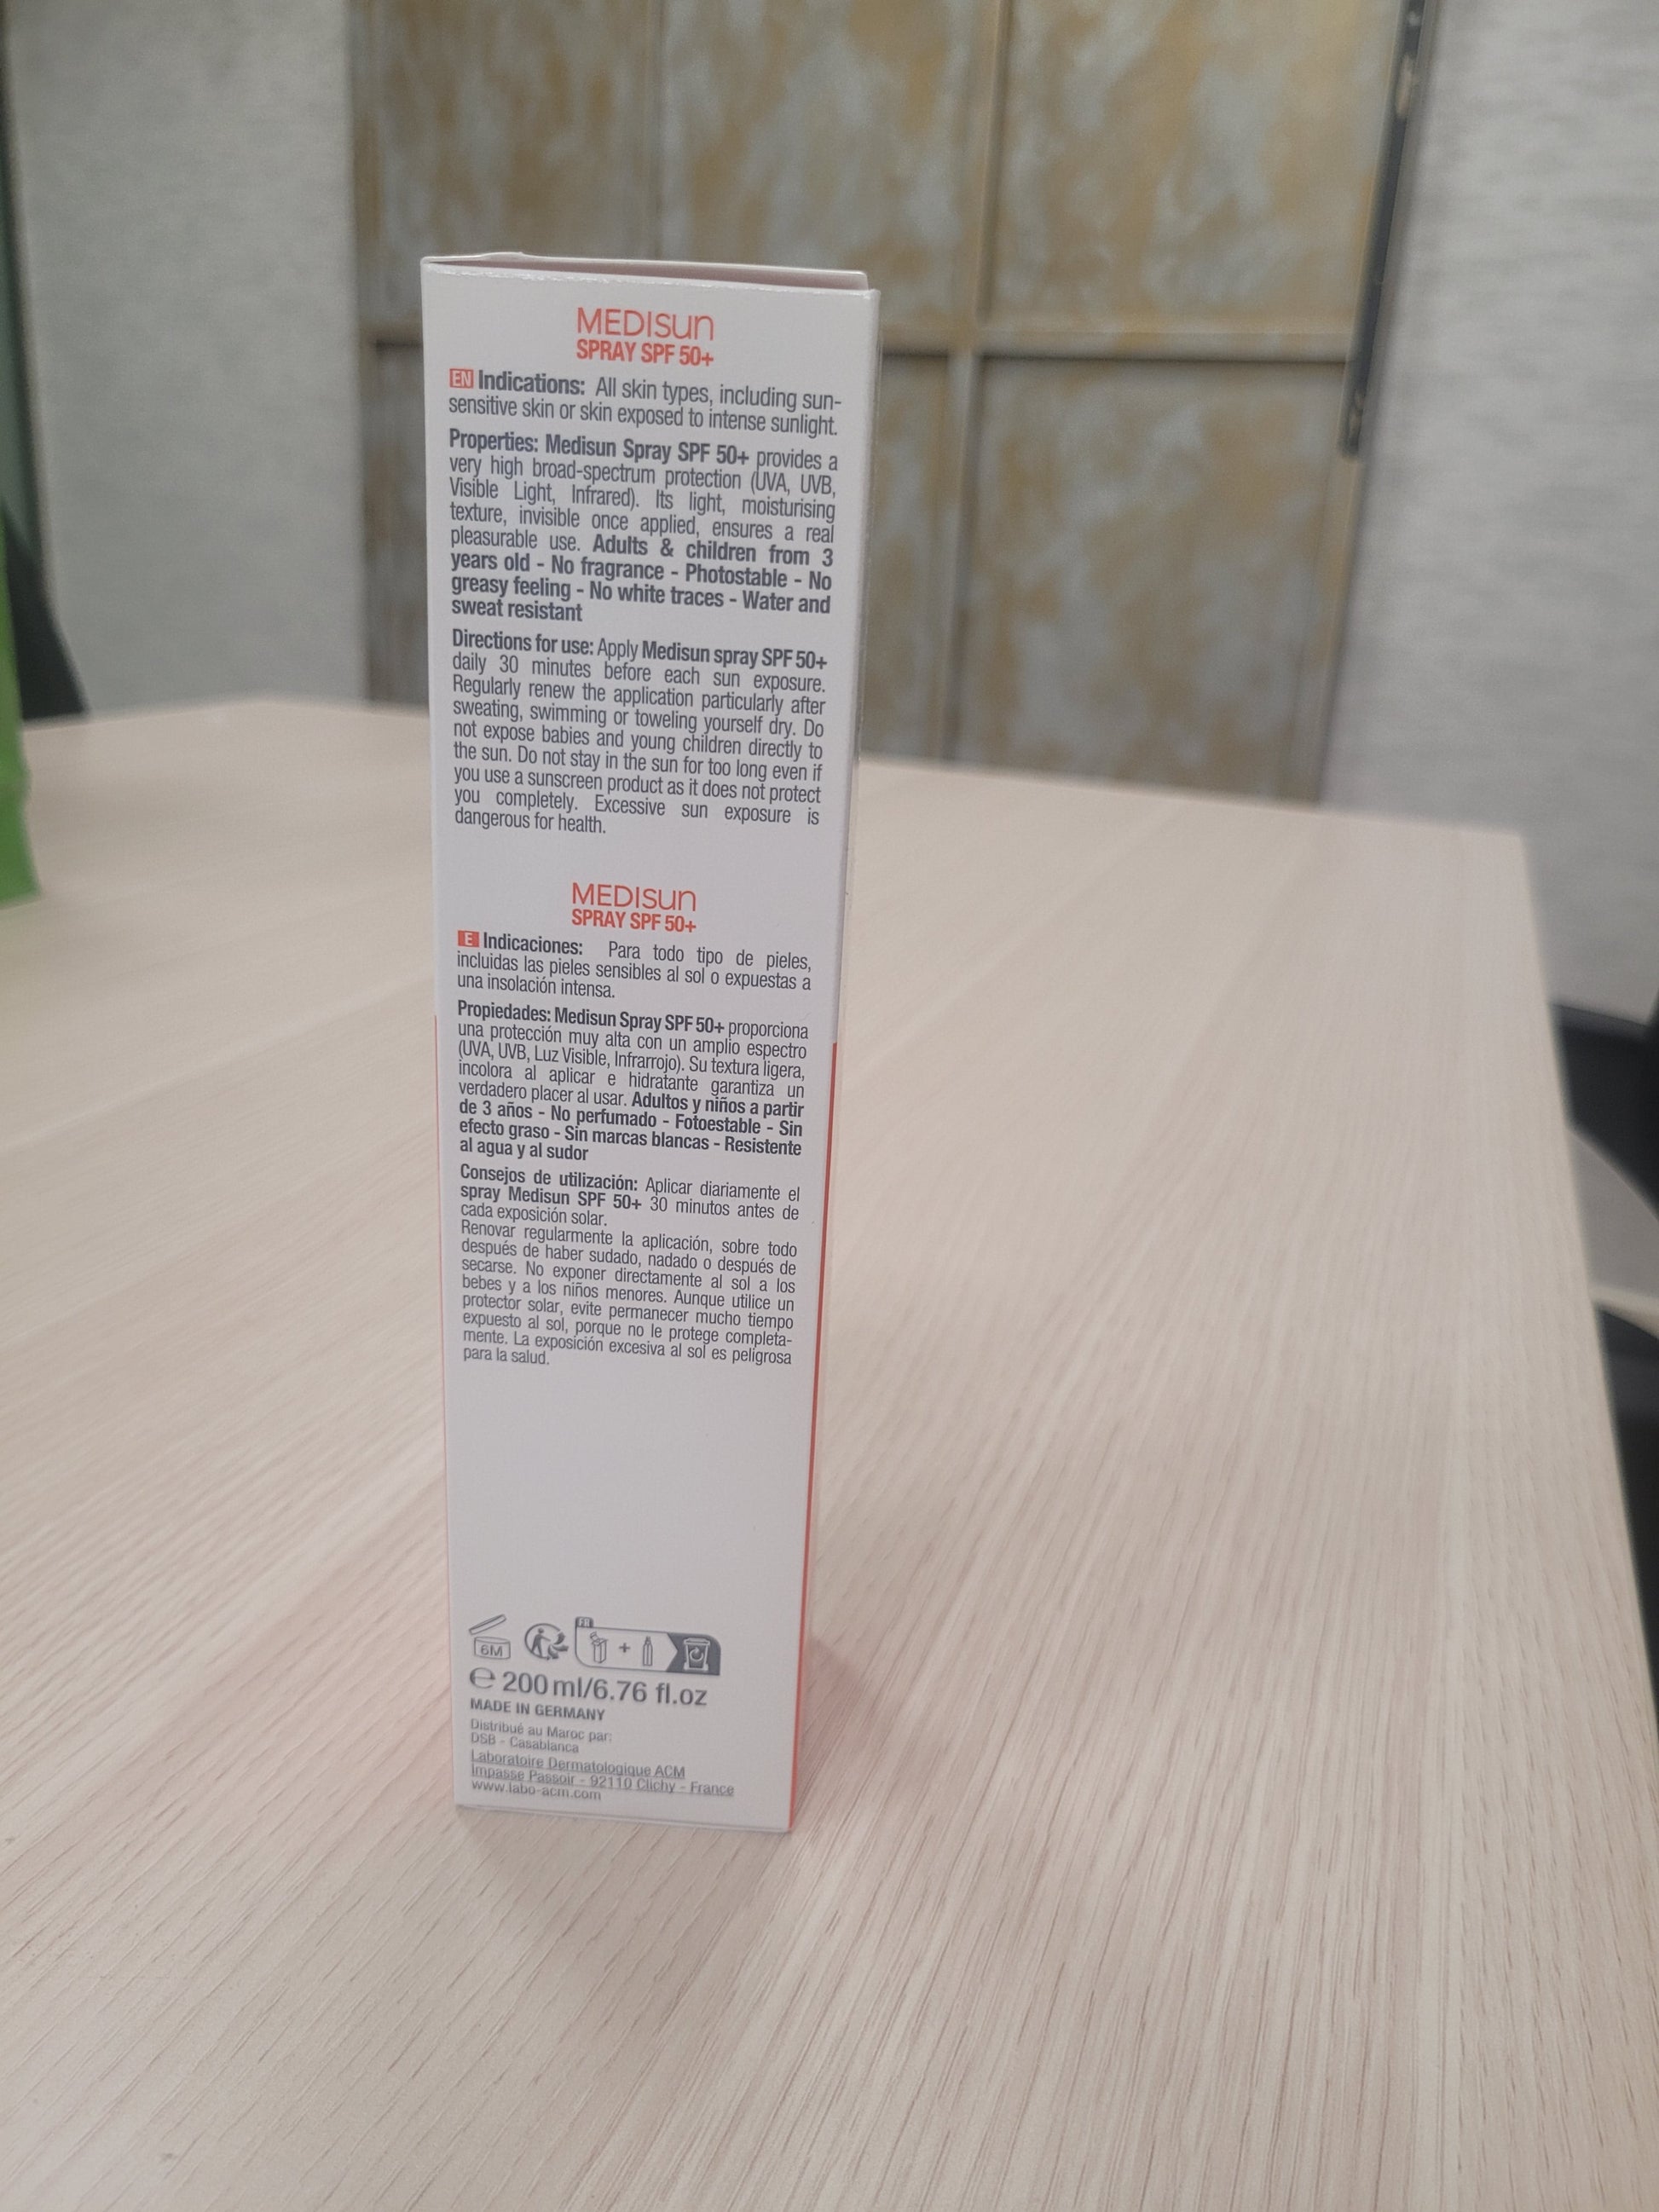 MEDISUN
SPRAY SPF 50+
EN Indications: All skin types, including sun-
sensitive skin or skin exposed to intense sunlight.
Properties: Medisun Spray SPF 50+ provides a
very high broad-spectrum protection (UVA, UVB,
Visible Light, Infrared). Its light, moisturising
texture, invisible once applied, ensures a real
pleasurable use. Adults & children from 3
years old - No fragrance - Photostable - No
greasy feeling - No white traces - Water and
sweat resistant
Directions for use: Apply Medisun spray SPF 50+
daily 30 minutes before each sun exposure.
Regularly renew the application particularly after
sweating, swimming or toweling yourself dry. Do
not expose babies and young children directly to
the sun. Do not stay in the sun for too long even if
you use a sunscreen product as it does not protect
you completely. Excessive sun exposure is
dangerous for health.
MEDISUN
SPRAY SPF 50+
E Indicaciones: Para todo tipo de pieles,
incluidas las pieles sensibles al sol o expuestas a
una insolación intensa.
Propiedades: Medisun Spray SPF 50+ proporciona
una protección muy alta con un amplio espectro
(UVA, UVB, Luz Visible, Infrarrojo). Su textura ligera,
incolora al aplicar e hidratante garantiza un
verdadero placer al usar. Adultos y niños a partir
de 3 años - No perfumado - Fotoestable - Sin
efecto graso - Sin marcas blancas - Resistente
al agua y al sudor
Consejos de utilización: Aplicar diariamente el
spray Medisun SPF 50+ 30 minutos antes de
cada exposición solar.
Renovar regularmente la aplicación, sobre todo
después de haber sudado, nadado o después de
secarse. No exponer directamente al sol a los
bebes y a los niños menores. Aunque utilice un
protector solar, evite permanecer mucho tiempo
expuesto al sol, porque no le protege completa-
mente. La exposición excesiva al sol es peligrosa
para la salud.
FR
6M +
℮ 200 ml/6.76 fl.oz
MADE IN GERMANY
Distribué au Maroc par:
DSB - Casablanca
Laboratoire Dermatologique ACM
Impasse Passoir - 92110 Clichy - France
www.labo-acm.com